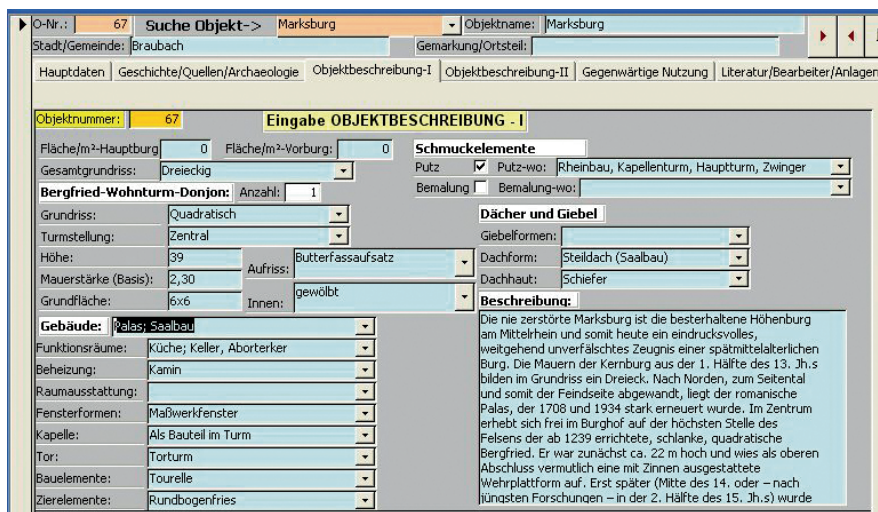 O-Nr.: 67 Suche Objekt-> Marksburg Objektname: Marksburg
Stadt/Gemeinde: Braubach Gemarkung/Ortsteil:
Hauptdaten Geschichte/Quellen/Archaeologie Objektbeschreibung-I Objektbeschreibung-II Gegenwärtige Nutzung Literatur/Bearbeiter/Anlagen
Objektnummer: 67 Eingabe OBJEKTBESCHREIBUNG - I
Fläche/m²-Hauptburg 0 Fläche/m²-Vorburg: 0
Gesamtgrundriss: Dreieckig
Bergfried-Wohnturm-Donjon: Anzahl: 1
Grundriss: Quadratisch
Turmstellung: Zentral
Höhe: 39
Mauerstärke (Basis): 2,30
Grundfläche: 6x6
Aufriss: Butterfassaufsatz
Innen: gewölbt
Gebäude: Palas; Saalbau
Funktionsräume: Küche; Keller, Aborterker
Beheizung: Kamin
Raumausstattung:
Fensterformen: Maßwerkfenster
Kapelle: Als Bauteil im Turm
Tor: Torturm
Bauelemente: Tourelle
Zierelemente: Rundbogenfries
Schmuckelemente
Putz Putz-wo: Rheinbau, Kapellenturm, Hauptturm, Zwinger
Bemalung Bemalung-wo:
Dächer und Giebel
Giebelformen:
Dachform: Steildach (Saalbau)
Dachhaut: Schiefer
Beschreibung:
Die nie zerstörte Marksburg ist die besterhaltene Höhenburg
am Mittelrhein und somit heute ein eindrucksvolles,
weitgehend unverfälschtes Zeugnis einer spätmittelalterlichen
Burg. Die Mauern der Kernburg aus der 1. Hälfte des 13. Jh.s
bilden im Grundriss ein Dreieck. Nach Norden, zum Seitental
und somit der Feindseite abgewandt, liegt der romanische
Palas, der 1708 und 1934 stark erneuert wurde. Im Zentrum
erhebt sich frei im Burghof auf der höchsten Stelle des
Felsens der ab 1239 errichtete, schlanke, quadratische
Bergfried. Er war zunächst ca. 22 m hoch und wies als oberen
Abschluss vermutlich eine mit Zinnen ausgestattete
Wehrplattform auf. Erst später (Mitte des 14. oder – nach
jüngsten Forschungen – in der 2. Hälfte des 15. Jh.s) wurde